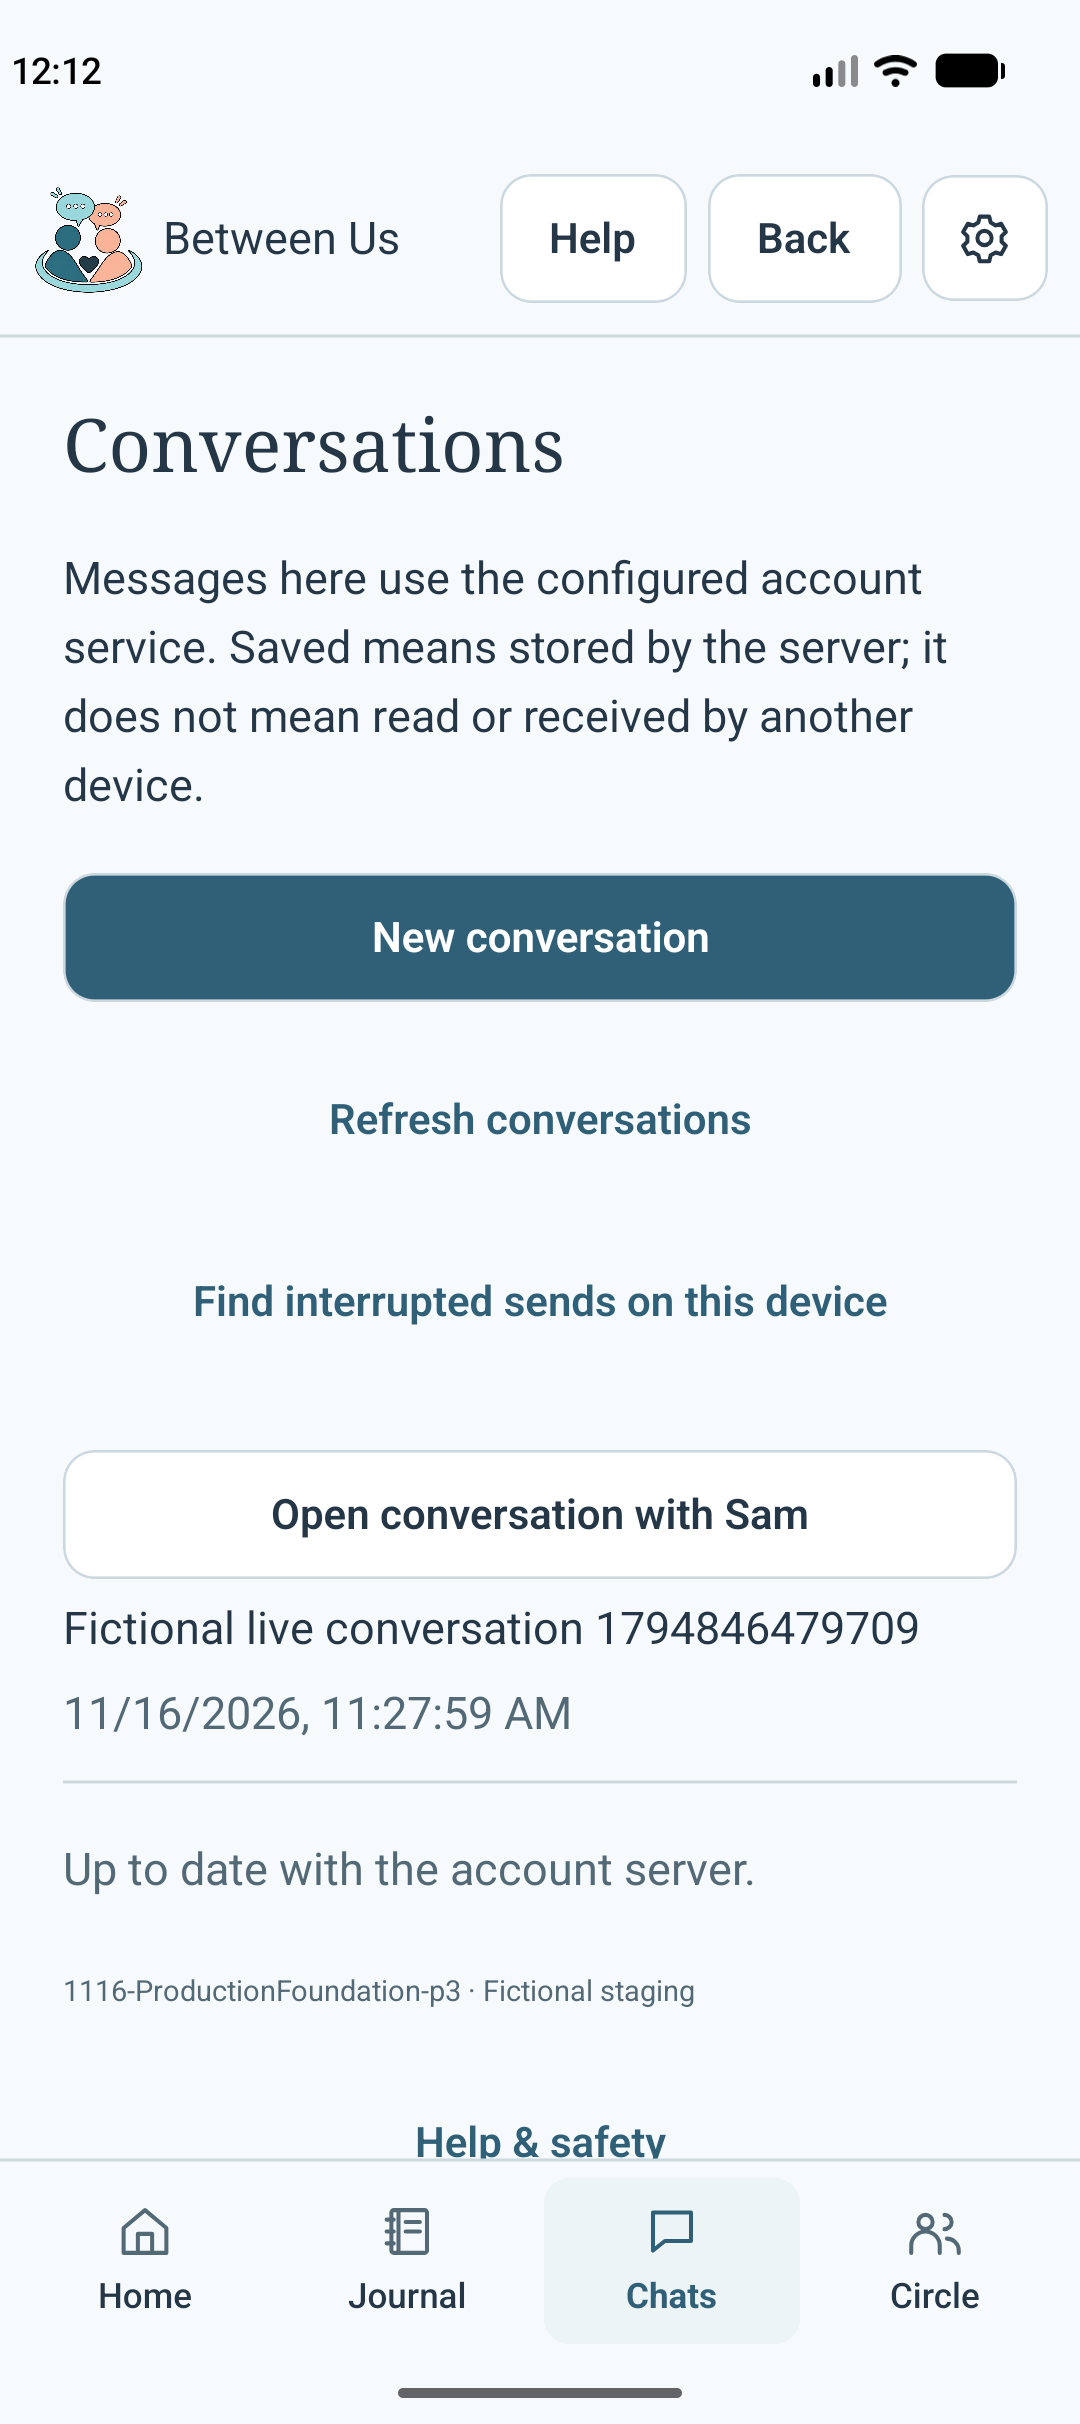 12:12
Between Us
Help
Back
Conversations
Messages here use the configured account
service. Saved means stored by the server; it
does not mean read or received by another
device.
New conversation
Refresh conversations
Find interrupted sends on this device
Open conversation with Sam
Fictional live conversation 1794846479709
11/16/2026, 11:27:59 AM
Up to date with the account server.
1116-ProductionFoundation-p3 · Fictional staging
Help & safety
Home
Journal
Chats
Circle